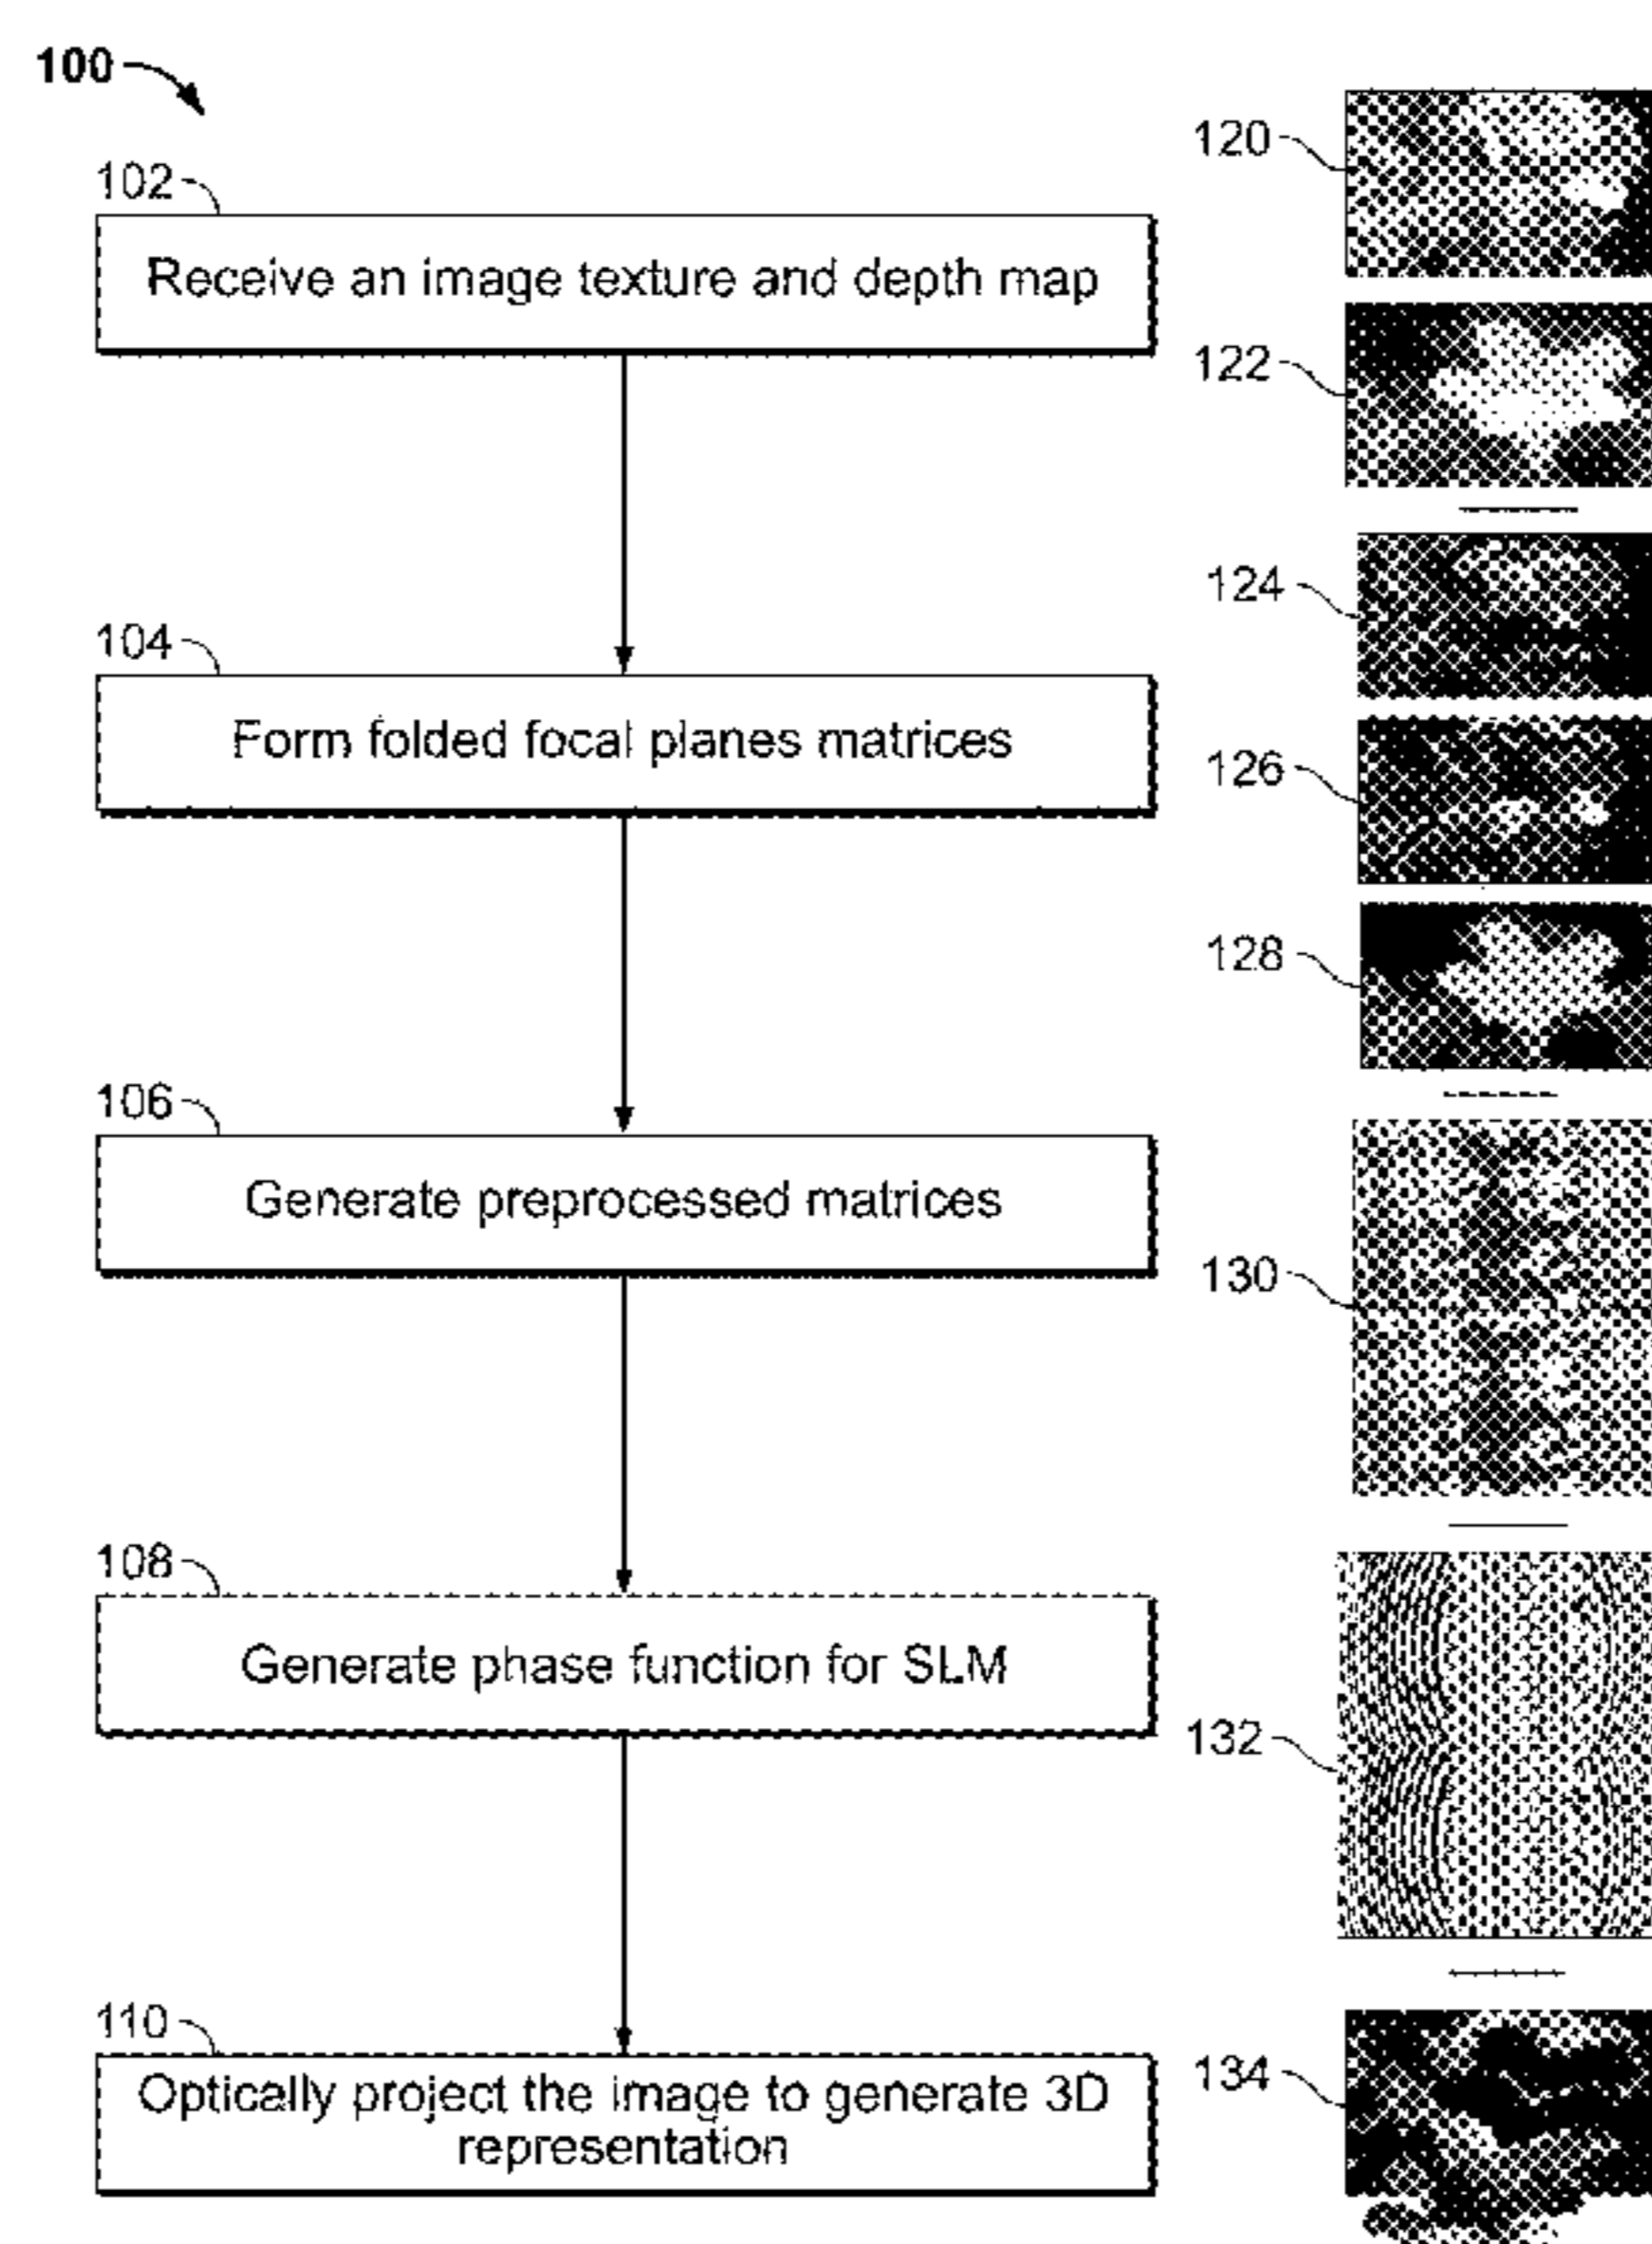 100
102
Receive an image texture and depth map
104
Form folded focal planes matrices
106
Generate preprocessed matrices
108
Generate phase function for SLM
110
Optically project the image to generate 3D
representation
120
122
124
126
128
130
132
134